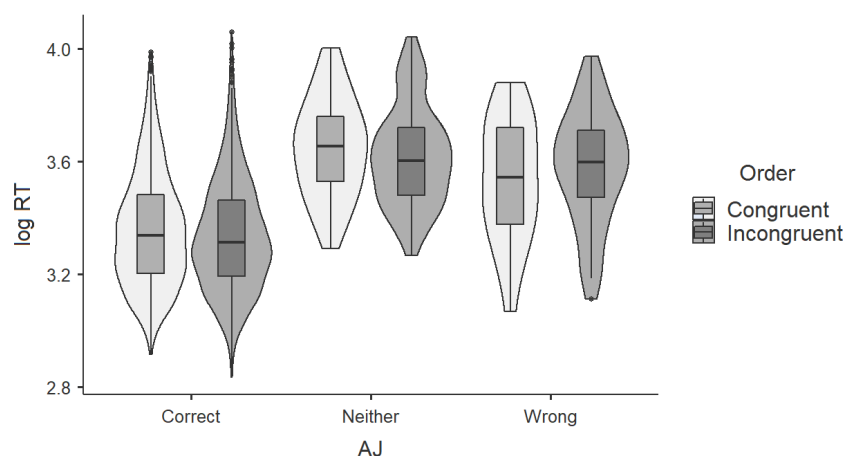 4.0
3.6
3.2
2.8
log RT
Correct
Neither
Wrong
AJ
Order
Congruent
Incongruent